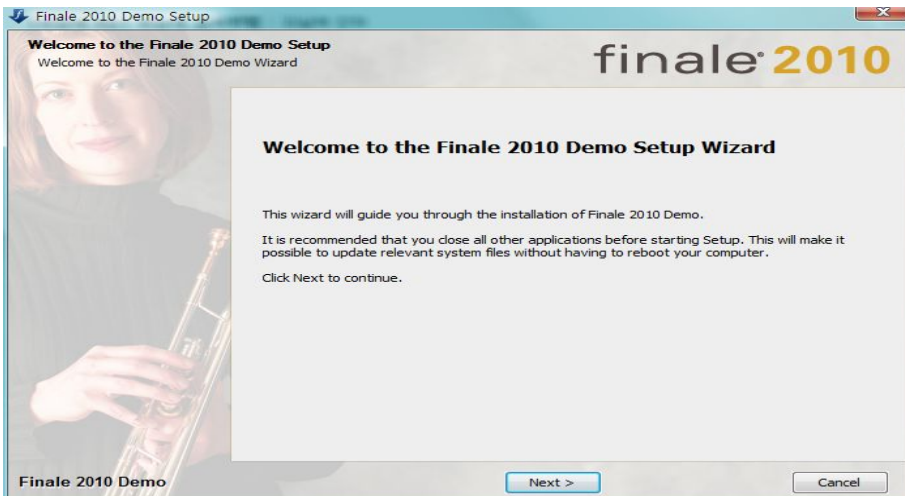 Finale 2010 Demo Setup
Welcome to the Finale 2010 Demo Setup
Welcome to the Finale 2010 Demo Wizard
finale® 2010
Welcome to the Finale 2010 Demo Setup Wizard
This wizard will guide you through the installation of Finale 2010 Demo.
It is recommended that you close all other applications before starting Setup. This will make it
possible to update relevant system files without having to reboot your computer.
Click Next to continue.
Finale 2010 Demo
Next >
Cancel